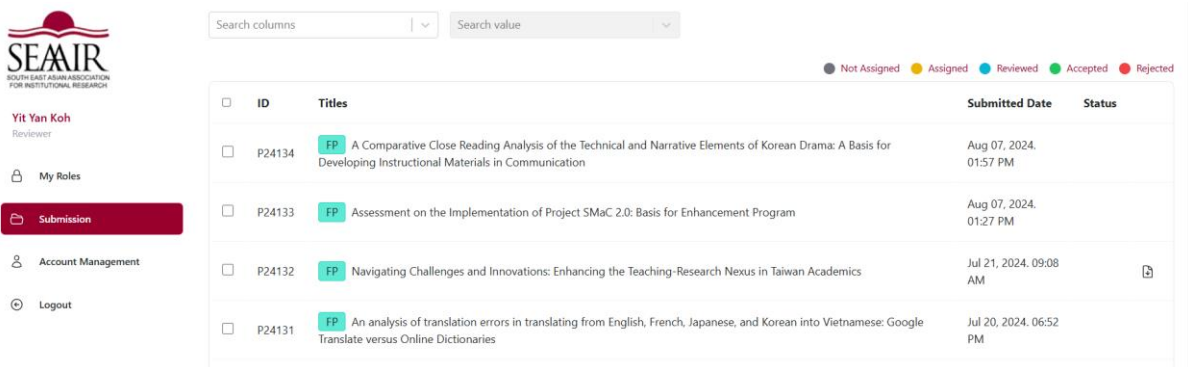 SEAAIR
SOUTH EAST ASIAN ASSOCIATION
FOR INSTITUTIONAL RESEARCH
Yit Yan Koh
Reviewer
My Roles
Submission
Account Management
Logout
Search columns
Search value
Not Assigned
Assigned
Reviewed
Accepted
Rejected
ID
Titles
Submitted Date
Status
P24134
FP A Comparative Close Reading Analysis of the Technical and Narrative Elements of Korean Drama: A Basis for
Developing Instructional Materials in Communication
Aug 07, 2024.
01:57 PM
P24133
FP Assessment on the Implementation of Project SMaC 2.0: Basis for Enhancement Program
Aug 07, 2024.
01:27 PM
P24132
FP Navigating Challenges and Innovations: Enhancing the Teaching-Research Nexus in Taiwan Academics
Jul 21, 2024. 09:08
AM
P24131
FP An analysis of translation errors in translating from English, French, Japanese, and Korean into Vietnamese: Google
Translate versus Online Dictionaries
Jul 20, 2024. 06:52
PM